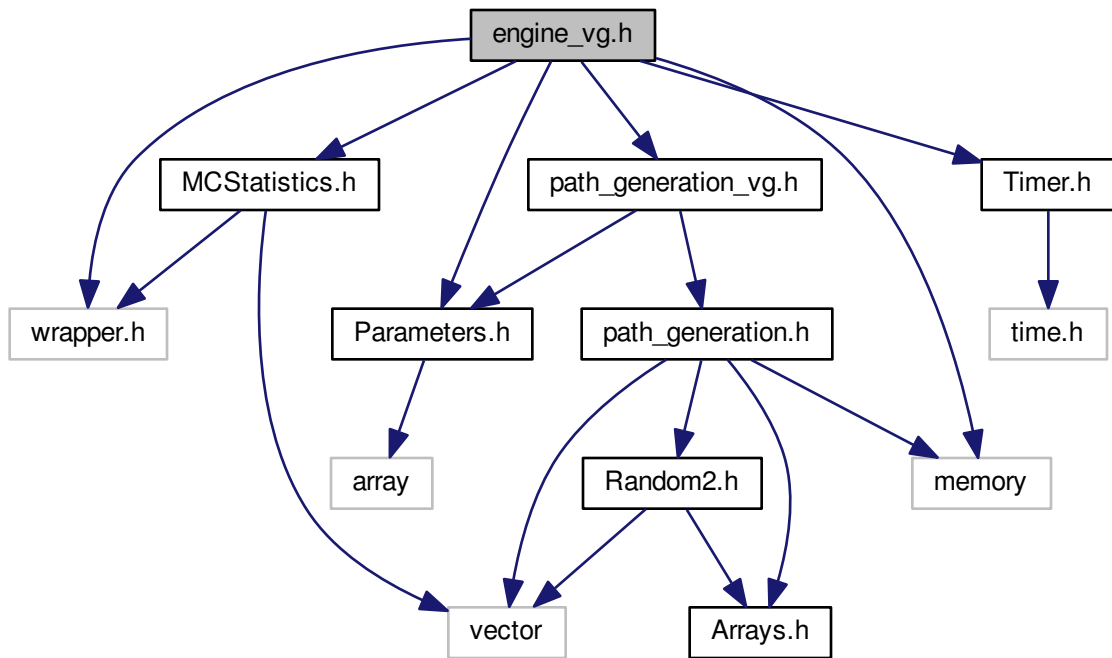 engine_vg.h
MCStatistics.h
path_generation_vg.h
Timer.h
wrapper.h
Parameters.h
path_generation.h
time.h
array
Random2.h
memory
vector
Arrays.h